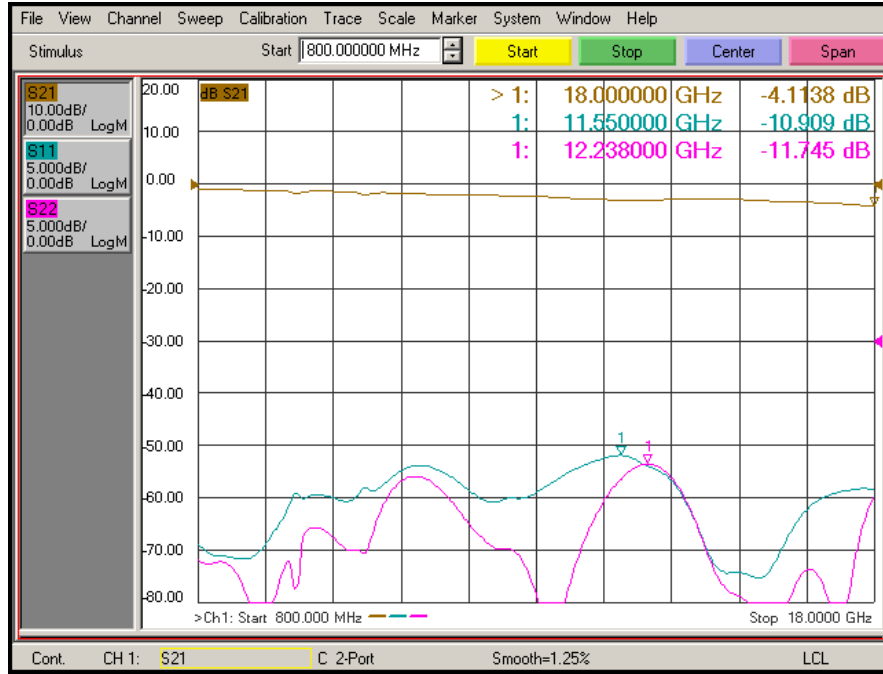 File View Channel Sweep Calibration Trace Scale Marker System Window Help
Stimulus Start 800.000000 MHz Start Stop Center Span
S21
10.00dB/
0.00dB LogM
S11
5.000dB/
0.00dB LogM
S22
5.000dB/
0.00dB LogM
dB S21
> 1: 18.000000 GHz -4.1138 dB
1: 11.550000 GHz -10.909 dB
1: 12.238000 GHz -11.745 dB
20.00
10.00
0.00
-10.00
-20.00
-30.00
-40.00
-50.00
-60.00
-70.00
-80.00
1
1
>Ch1: Start 800.000 MHz Stop 18.0000 GHz
Cont. CH 1: S21 C 2-Port Smooth=1.25% LCL